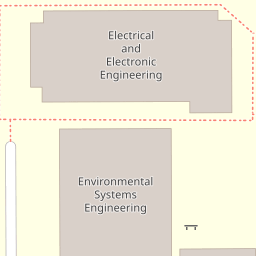 Electrical
and
Electronic
Engineering
Environmental
Systems
Engineering